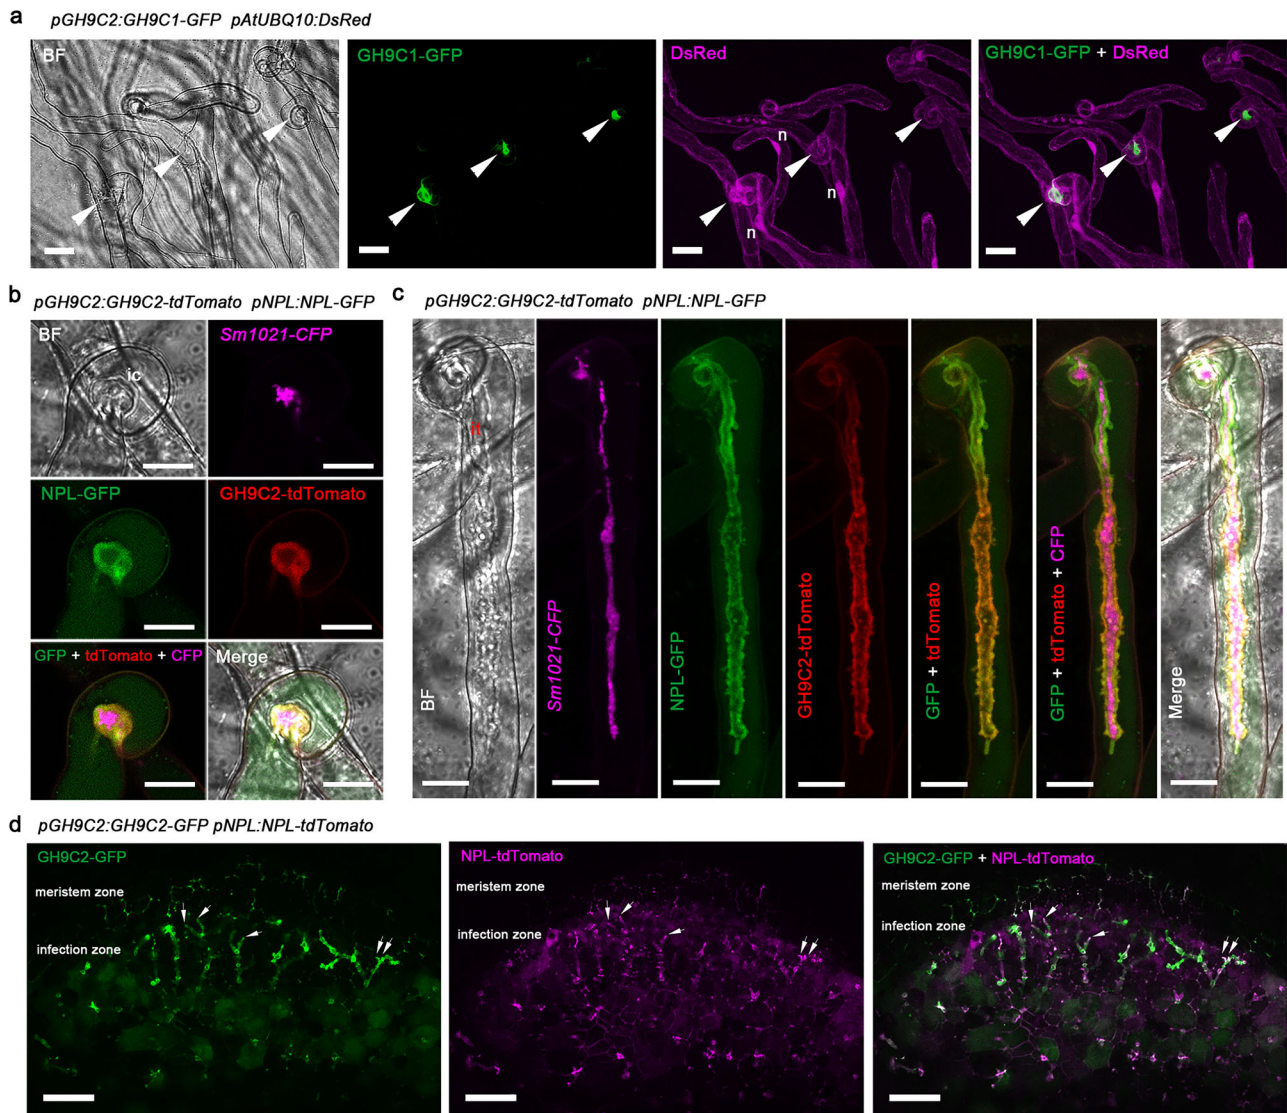 a pGH9C2:GH9C1-GFP pAtUBQ10:DsRed
BF
GH9C1-GFP
DsRed
n
n
n
GH9C1-GFP + DsRed
b pGH9C2:GH9C2-tdTomato pNPL:NPL-GFP
BF
ic
Sm1021-CFP
NPL-GFP
GH9C2-tdTomato
GFP + tdTomato + CFP
Merge
c pGH9C2:GH9C2-tdTomato pNPL:NPL-GFP
it
BF
Sm1021-CFP
NPL-GFP
GH9C2-tdTomato
GFP + tdTomato
GFP + tdTomato + CFP
Merge
d pGH9C2:GH9C2-GFP pNPL:NPL-tdTomato
GH9C2-GFP
meristem zone
infection zone
NPL-tdTomato
meristem zone
infection zone
GH9C2-GFP + NPL-tdTomato
meristem zone
infection zone